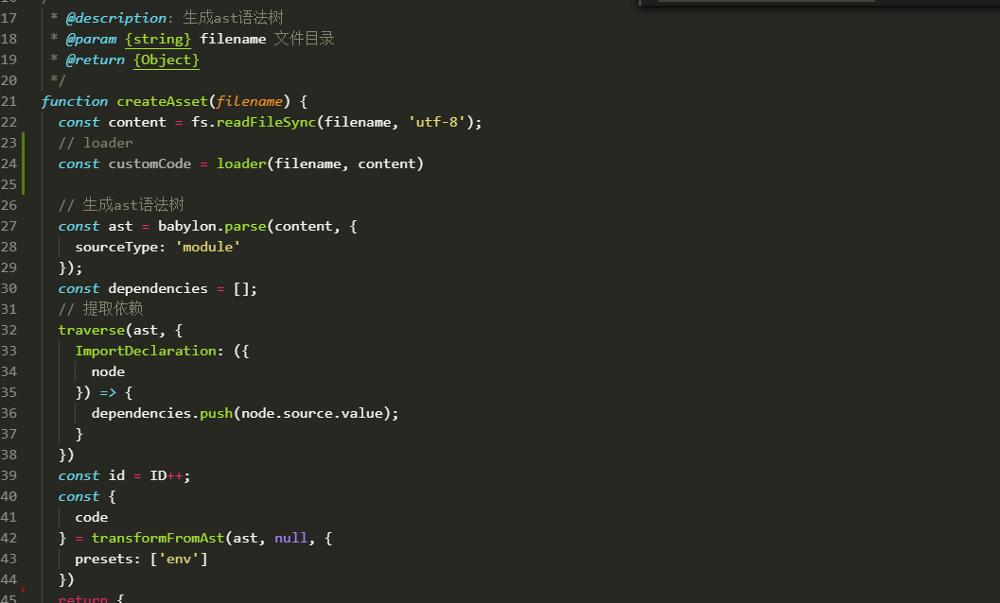 17 * @description: 生成ast语法树
18 * @param {string} filename 文件目录
19 * @return {Object}
20 */
21 function createAsset(filename) {
22 const content = fs.readFileSync(filename, 'utf-8');
23 // loader
24 const customCode = loader(filename, content)
25
26 // 生成ast语法树
27 const ast = babylon.parse(content, {
28 sourceType: 'module'
29 });
30 const dependencies = [];
31 // 提取依赖
32 traverse(ast, {
33 ImportDeclaration: ({
34 node
35 }) => {
36 dependencies.push(node.source.value);
37 }
38 })
39 const id = ID++;
40 const {
41 code
42 } = transformFromAst(ast, null, {
43 presets: ['env']
44 })
45 return {